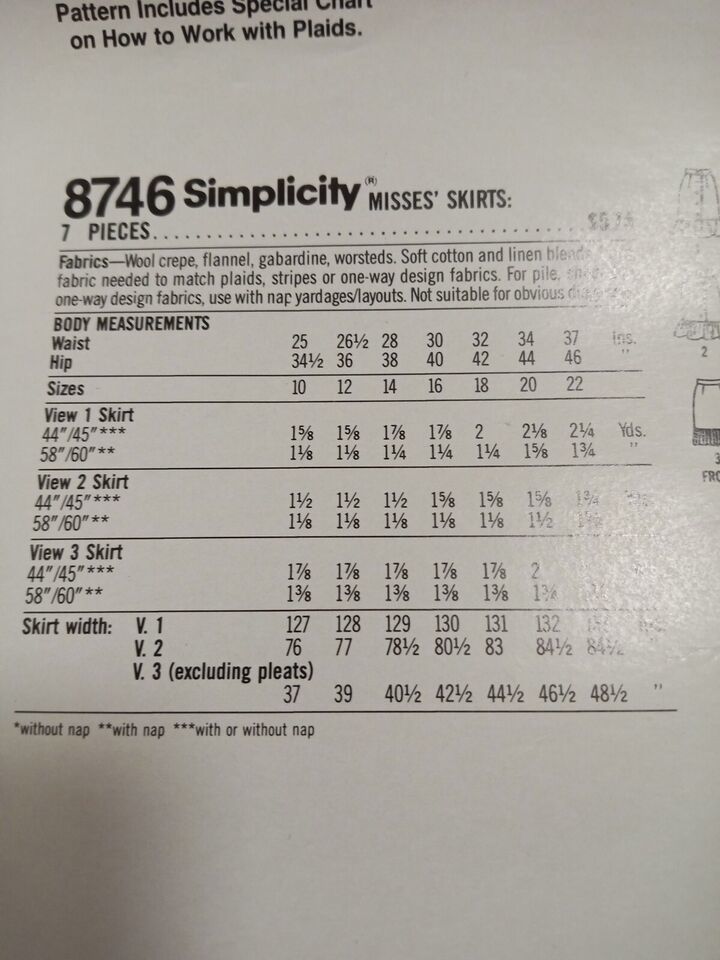 Pattern Includes Special Chart
on How to Work with Plaids.
8746 Simplicity ® MISSES' SKIRTS:
7 PIECES........................................
Fabrics—Wool crepe, flannel, gabardine, worsteds. Soft cotton and linen blends
fabric needed to match plaids, stripes or one-way design fabrics. For pile,
one-way design fabrics, use with nap yardages/layouts. Not suitable for obvious
BODY MEASUREMENTS
Waist 25 26½ 28 30 32 34 37 Ins.
Hip 34½ 36 38 40 42 44 46 "
Sizes 10 12 14 16 18 20 22
View 1 Skirt
44"/45"*** 1⅝ 1⅝ 1⅞ 1⅞ 2 2⅛ 2¼ Yds.
58"/60"** 1⅛ 1⅛ 1¼ 1¼ 1¼ 1⅝ 1¾ "
2
View 2 Skirt
44"/45"*** 1½ 1½ 1½ 1⅝ 1⅝ 1⅝ 1¾
58"/60"** 1⅛ 1⅛ 1⅛ 1⅛ 1⅛ 1½
3
FRO
View 3 Skirt
44"/45"*** 1⅞ 1⅞ 1⅞ 1⅞ 1⅞ 2
58"/60"** 1⅜ 1⅜ 1⅜ 1⅜ 1⅜
Skirt width: V. 1 127 128 129 130 131 132
V. 2 76 77 78½ 80½ 83 84½ 84½ "
V. 3 (excluding pleats)
37 39 40½ 42½ 44½ 46½ 48½ "
*without nap **with nap ***with or without nap